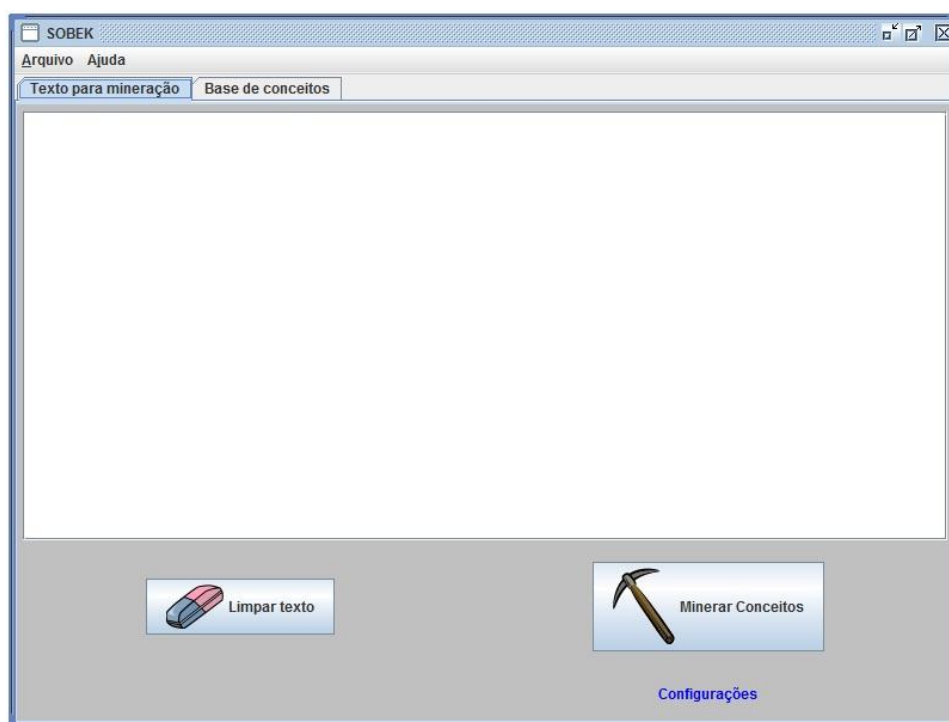 SOBEK
Arquivo Ajuda
Texto para mineração Base de conceitos
Limpar texto Minerar Conceitos
Configurações